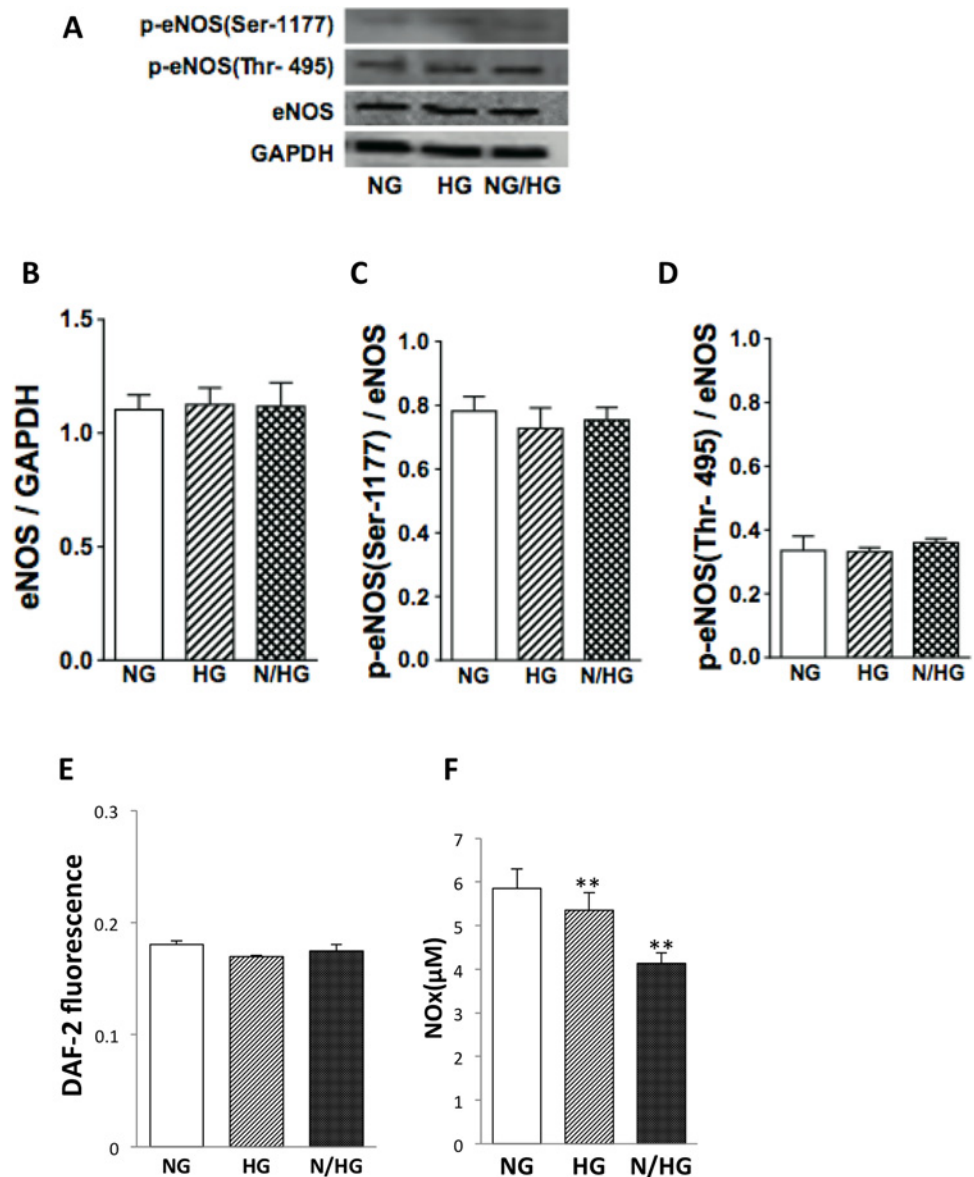 A
p-eNOS(Ser-1177)
p-eNOS(Thr- 495)
eNOS
GAPDH
NG HG NG/HG
B
eNOS / GAPDH
1.5
1.0
0.5
0.0
NG HG N/HG
C
p-eNOS(Ser-1177) / eNOS
1.0
0.8
0.6
0.4
0.2
0.0
NG HG N/HG
D
p-eNOS(Thr- 495) / eNOS
1.0
0.8
0.6
0.4
0.2
0.0
NG HG N/HG
E
DAF-2 fluorescence
0.3
0.2
0.1
0
NG HG N/HG
F
NOx(μM)
7
6
5
4
3
2
1
0
**
**
NG HG N/HG